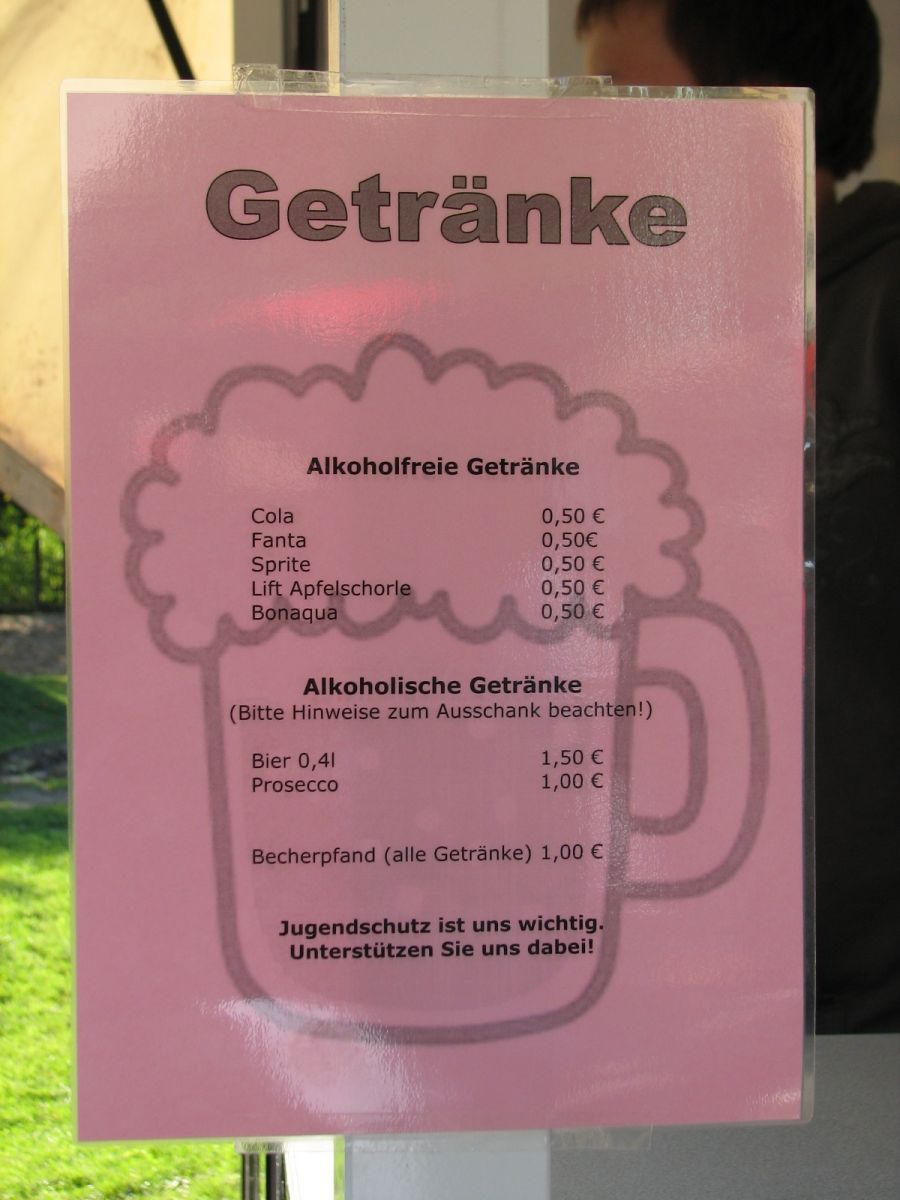 Getränke
Alkoholfreie Getränke
Cola 0,50 €
Fanta 0,50€
Sprite 0,50 €
Lift Apfelschorle 0,50 €
Bonaqua 0,50 €
Alkoholische Getränke
(Bitte Hinweise zum Ausschank beachten!)
Bier 0,4l 1,50 €
Prosecco 1,00 €
Becherpfand (alle Getränke) 1,00 €
Jugendschutz ist uns wichtig.
Unterstützen Sie uns dabei!